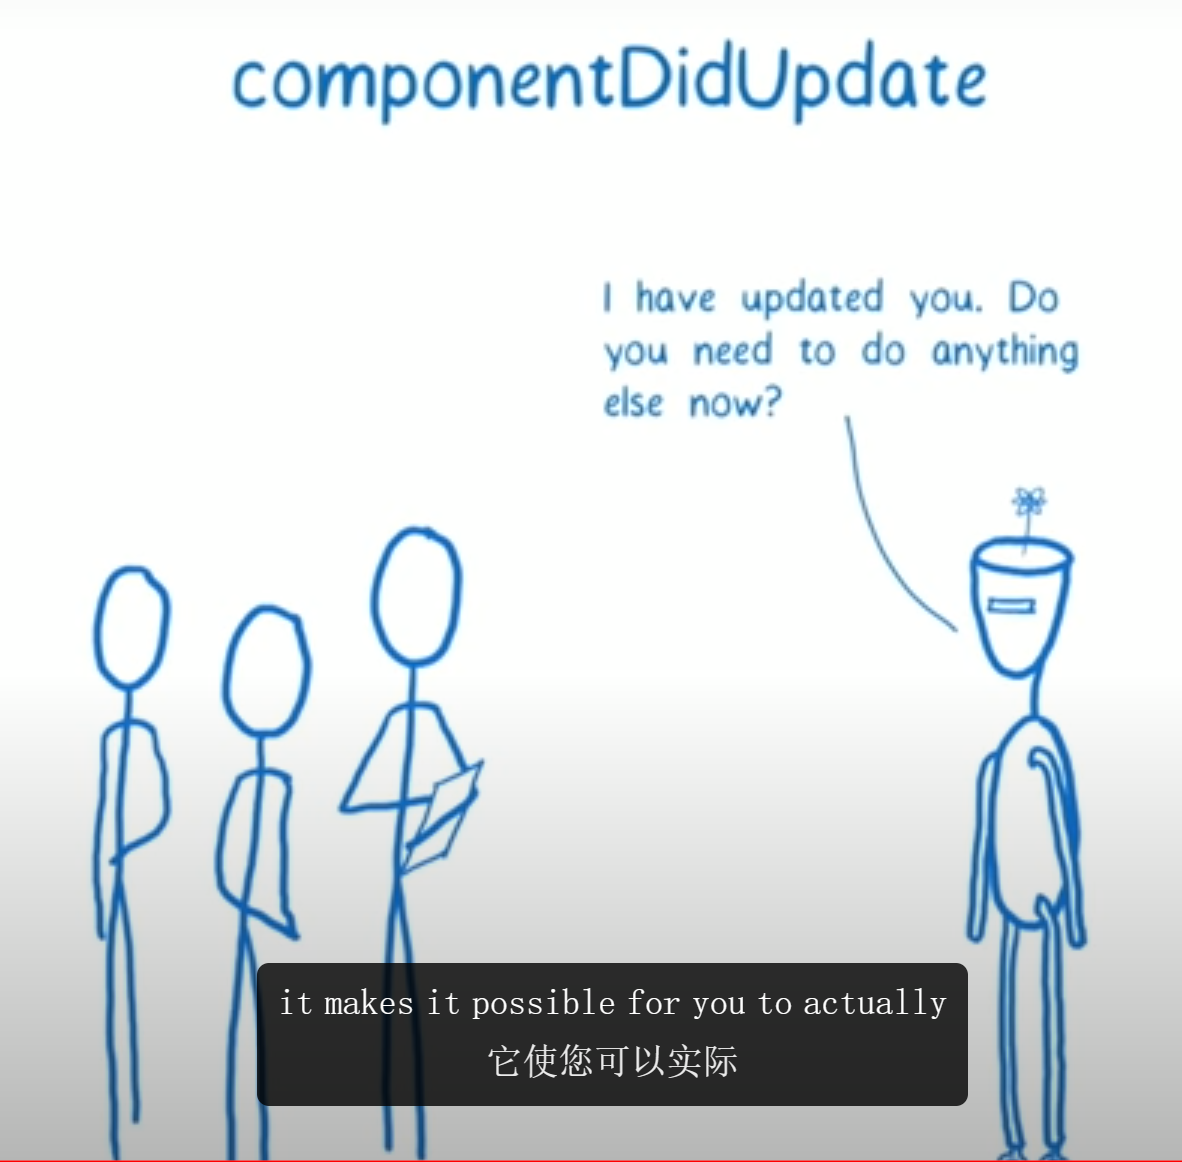 componentDidUpdate
I have updated you. Do
you need to do anything
else now?
it makes it possible for you to actually
它使您可以实际